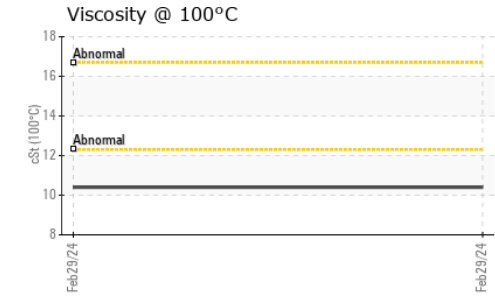 Viscosity @ 100°C
18
Abnormal
16
14
Abnormal
12
10
8
cSt (100°C)
Feb29/24
Feb29/24